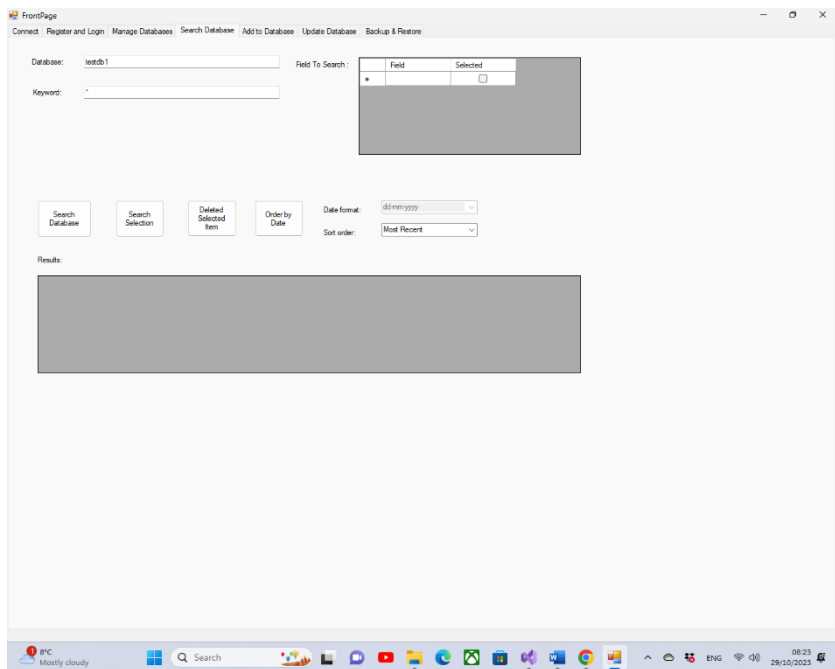 FrontPage
Connect Register and Login Manage Databases Search Database Add to Database Update Database Backup & Restore
Database: testdb1 Field To Search : Field Selected
Keyword: *
Search Database
Search Selection
Deleted Selected Item
Order by Date
Date format: dd-mm-yyyy
Sort order: Most Recent
Results:
1 8°C
Mostly cloudy
Search
ENG
08:23
29/10/2023